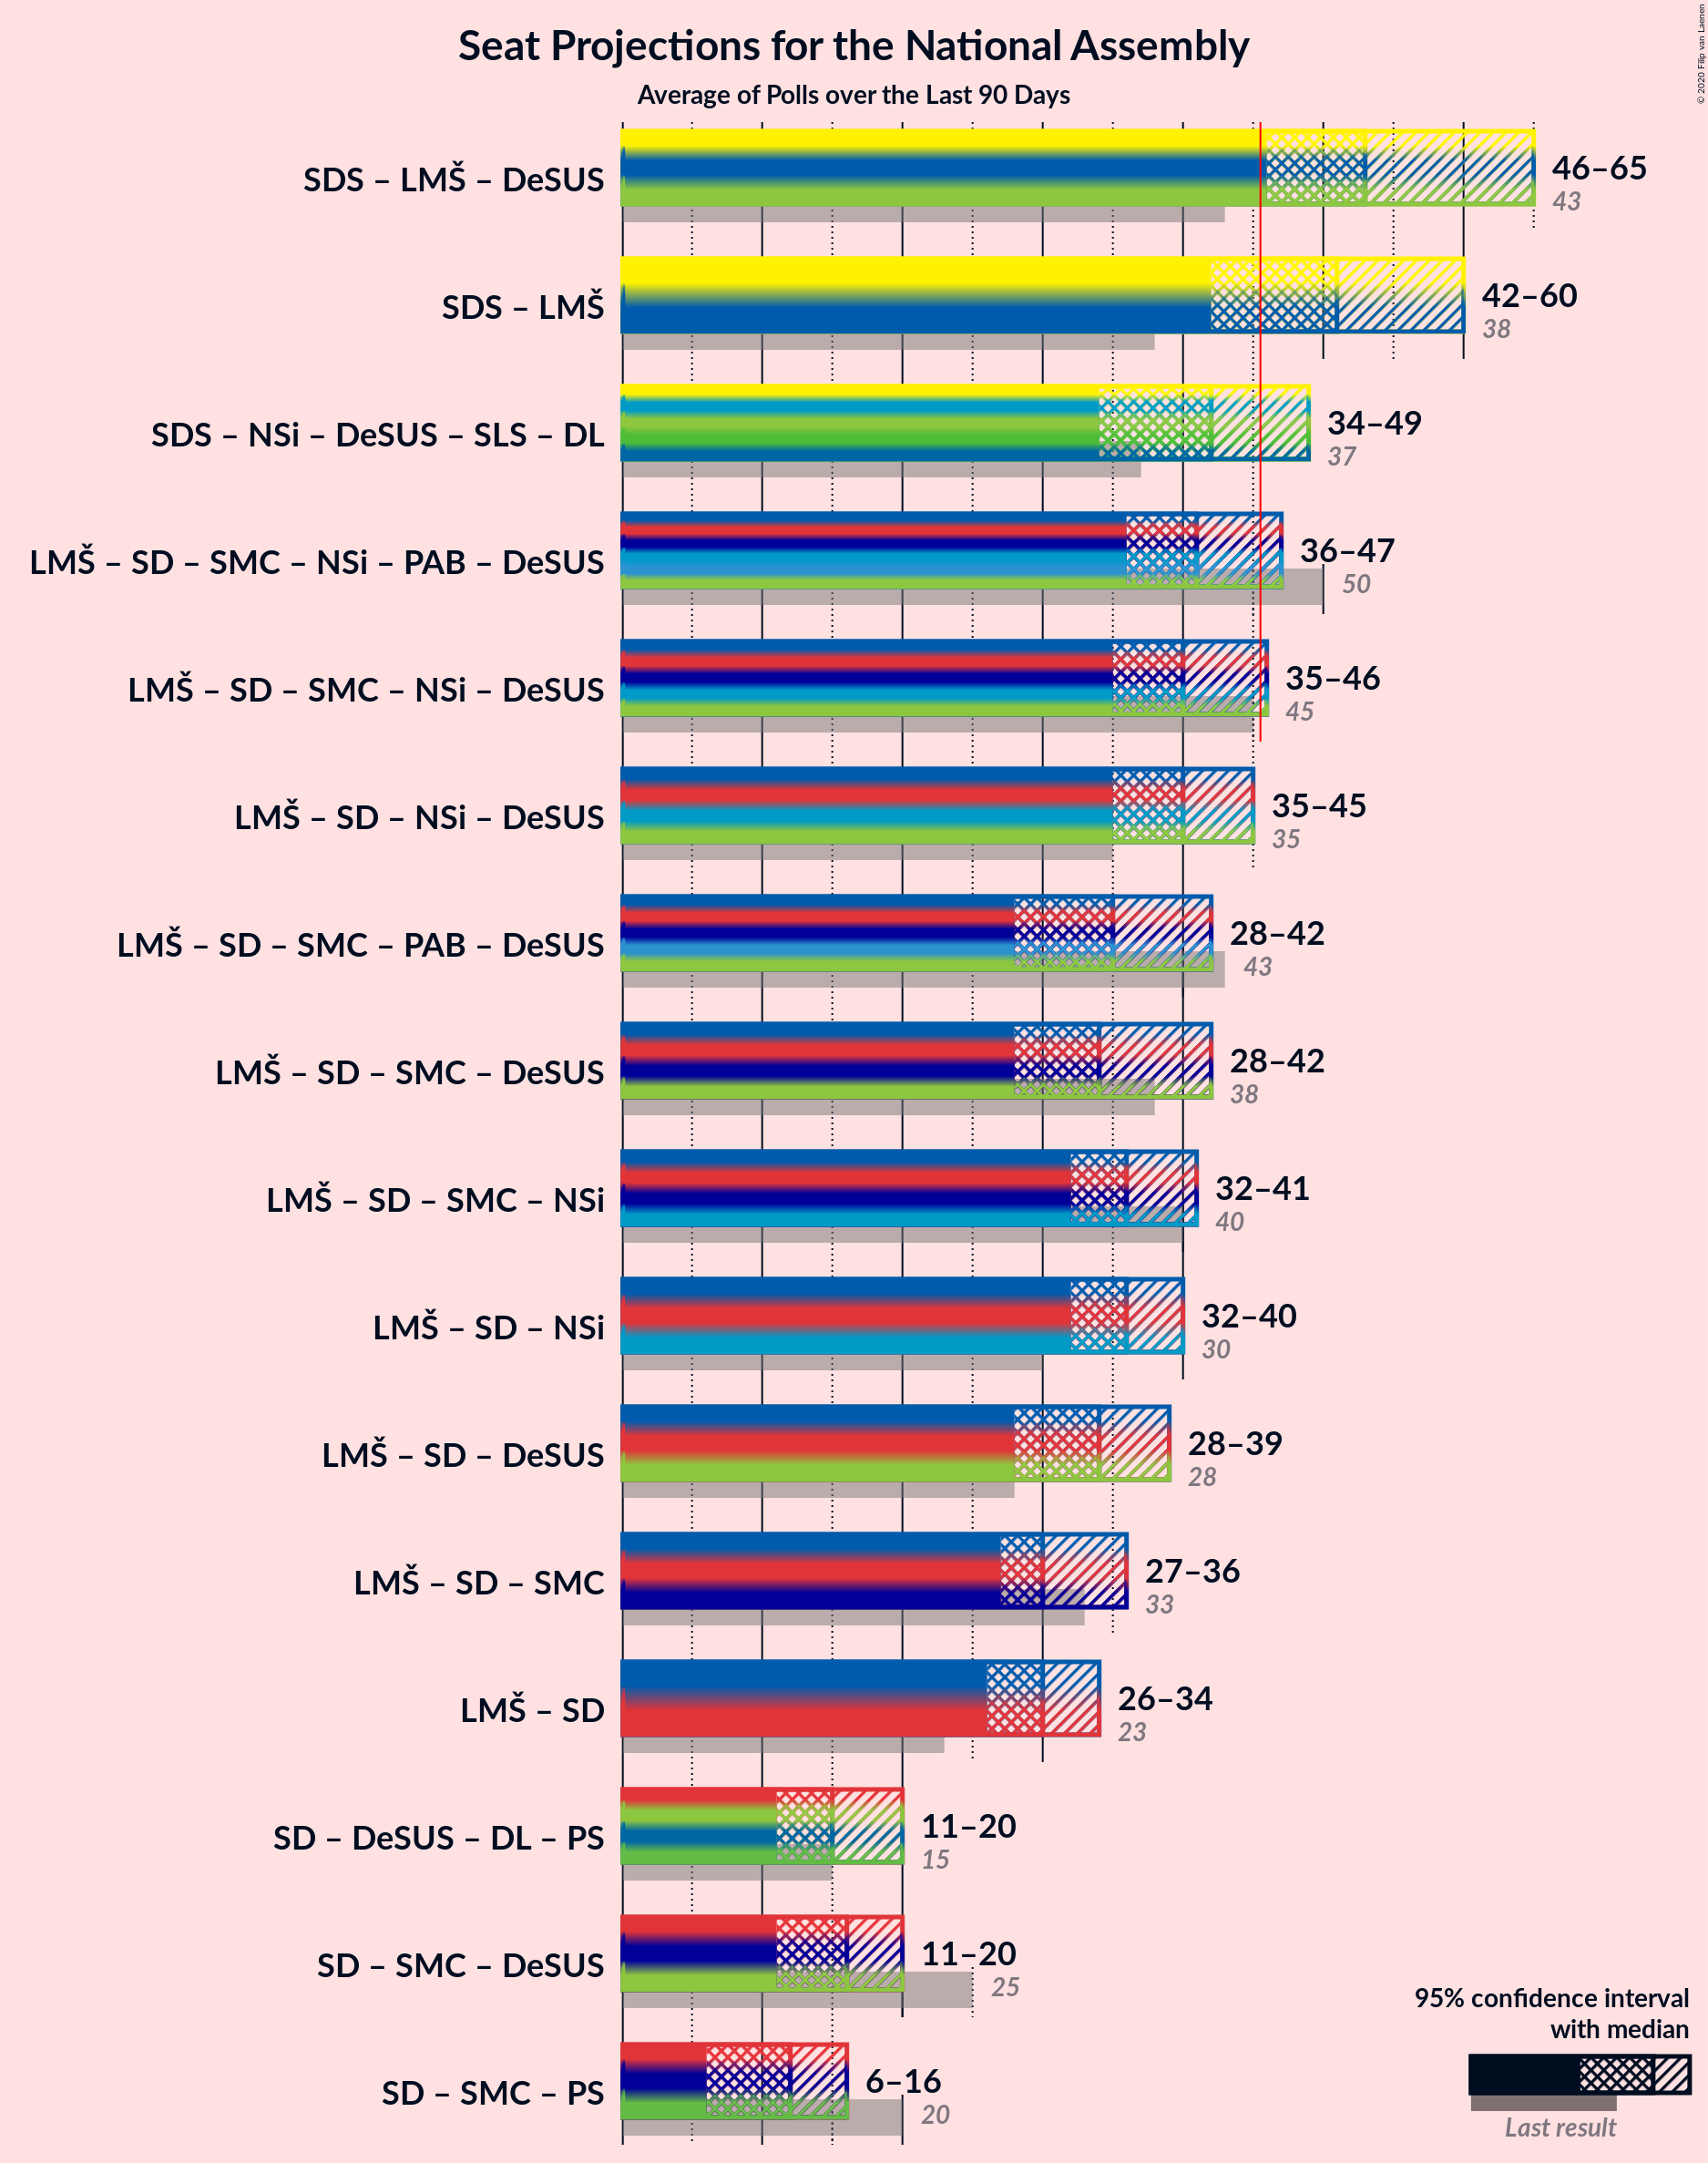 © 2020 Filip van Laenen
Seat Projections for the National Assembly
Average of Polls over the Last 90 Days
SDS – LMŠ – DeSUS
46–65
43
SDS – LMŠ
42–60
38
SDS – NSi – DeSUS – SLS – DL
34–49
37
LMŠ – SD – SMC – NSi – PAB – DeSUS
36–47
50
LMŠ – SD – SMC – NSi – DeSUS
35–46
45
LMŠ – SD – NSi – DeSUS
35–45
35
LMŠ – SD – SMC – PAB – DeSUS
28–42
43
LMŠ – SD – SMC – DeSUS
28–42
38
LMŠ – SD – SMC – NSi
32–41
40
LMŠ – SD – NSi
32–40
30
LMŠ – SD – DeSUS
28–39
28
LMŠ – SD – SMC
27–36
33
LMŠ – SD
26–34
23
SD – DeSUS – DL – PS
11–20
15
SD – SMC – DeSUS
11–20
25
SD – SMC – PS
6–16
20
95% confidence interval
with median
Last result